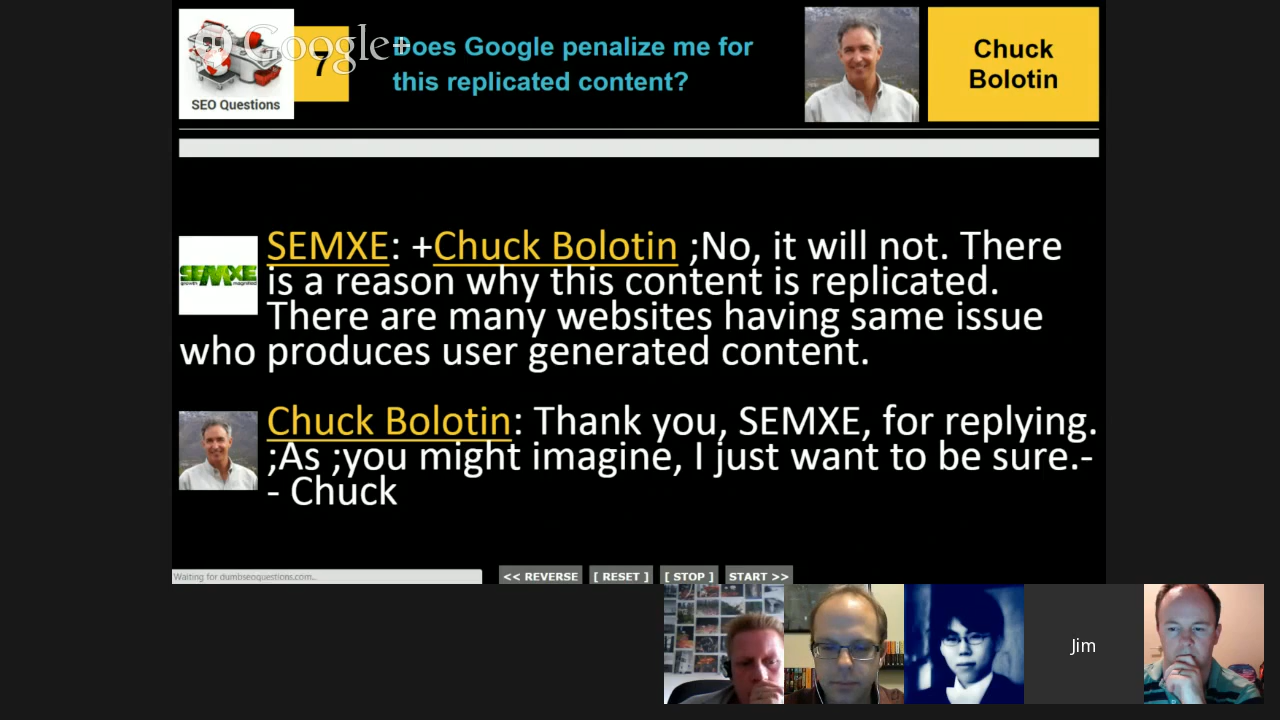 Google+
SEO Questions
7
Does Google penalize me for
this replicated content?
Chuck
Bolotin
SEMXE
SEMXE: +Chuck Bolotin ;No, it will not. There
is a reason why this content is replicated.
There are many websites having same issue
who produces user generated content.
Chuck Bolotin: Thank you, SEMXE, for replying.
;As ;you might imagine, I just want to be sure.-
- Chuck
Waiting for dumbseoquestions.com...
<< REVERSE
[ RESET ]
[ STOP ]
START >>
Jim